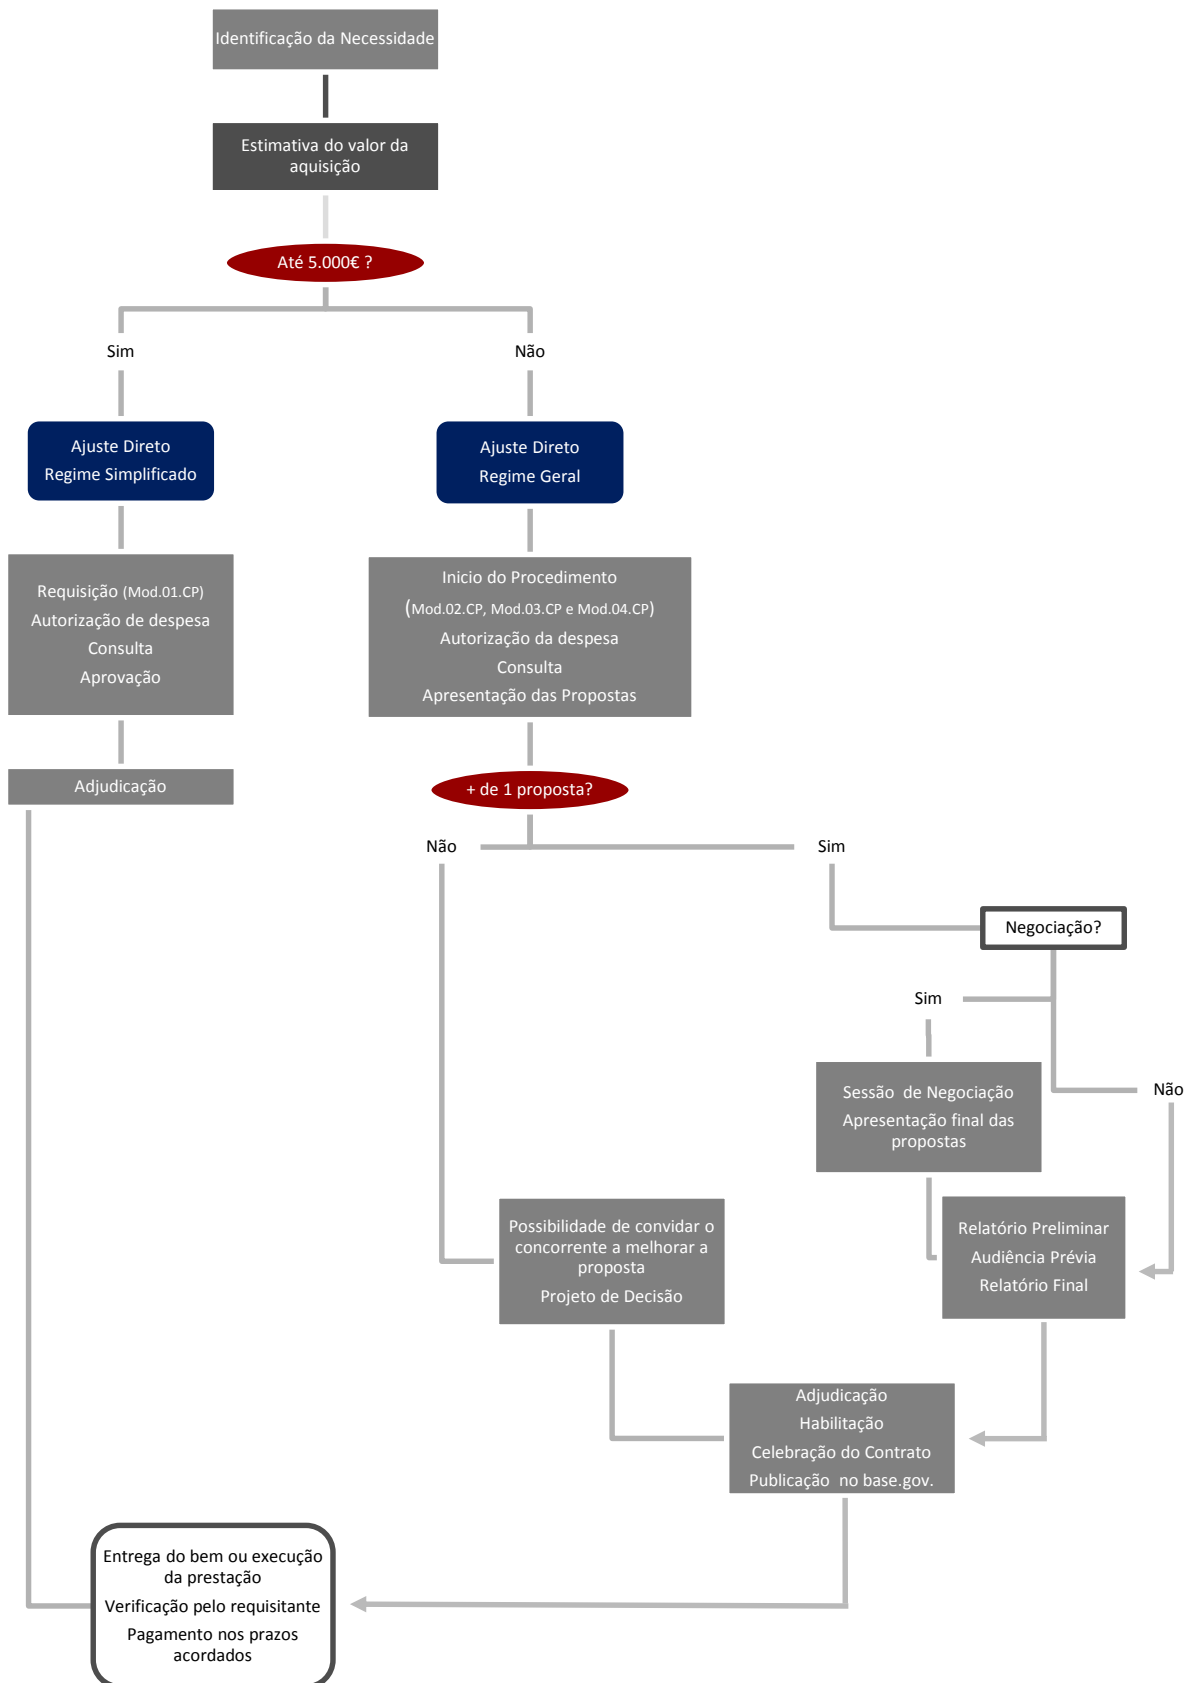 Identificação da Necessidade
Estimativa do valor da
aquisição
Até 5.000€ ?
Sim
Não
Ajuste Direto
Regime Simplificado
Ajuste Direto
Regime Geral
Requisição (Mod.01.CP)
Autorização de despesa
Consulta
Aprovação
Inicio do Procedimento
(Mod.02.CP, Mod.03.CP e Mod.04.CP)
Autorização da despesa
Consulta
Apresentação das Propostas
Adjudicação
+ de 1 proposta?
Não
Sim
Negociação?
Sim
Não
Sessão de Negociação
Apresentação final das
propostas
Possibilidade de convidar o
concorrente a melhorar a
proposta
Projeto de Decisão
Relatório Preliminar
Audiência Prévia
Relatório Final
Adjudicação
Habilitação
Celebração do Contrato
Publicação no base.gov.
Entrega do bem ou execução
da prestação
Verificação pelo requisitante
Pagamento nos prazos
acordados